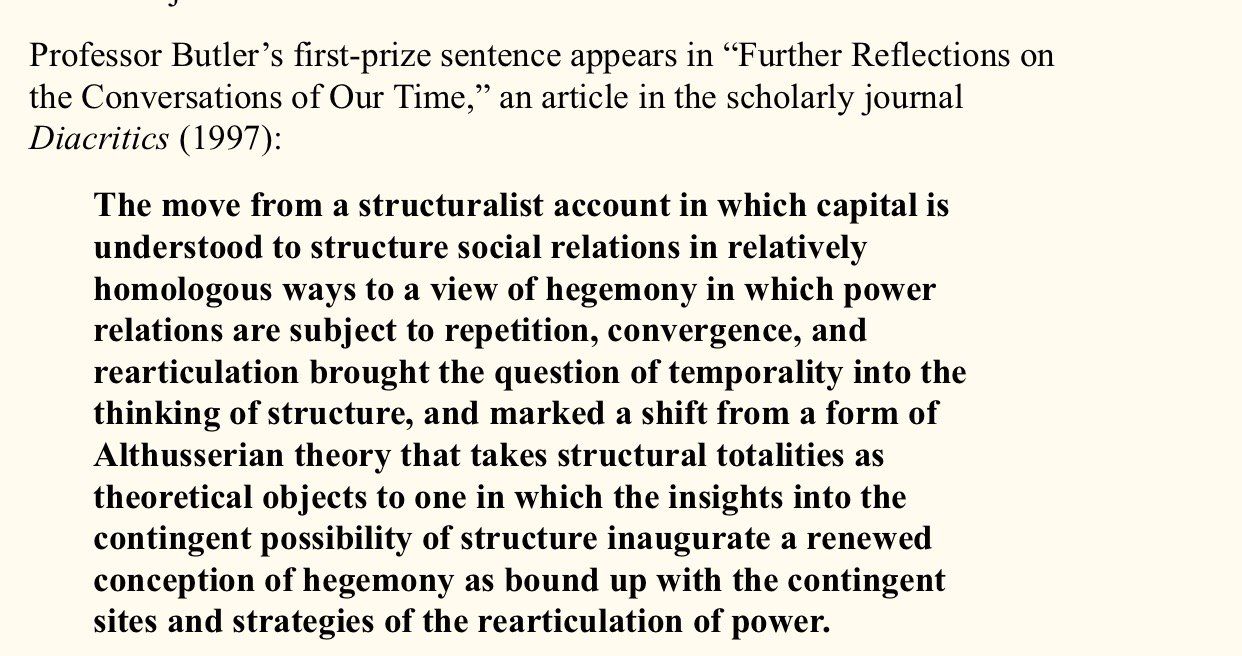 Professor Butler’s first-prize sentence appears in “Further Reflections on
the Conversations of Our Time,” an article in the scholarly journal
Diacritics (1997):
The move from a structuralist account in which capital is
understood to structure social relations in relatively
homologous ways to a view of hegemony in which power
relations are subject to repetition, convergence, and
rearticulation brought the question of temporality into the
thinking of structure, and marked a shift from a form of
Althusserian theory that takes structural totalities as
theoretical objects to one in which the insights into the
contingent possibility of structure inaugurate a renewed
conception of hegemony as bound up with the contingent
sites and strategies of the rearticulation of power.